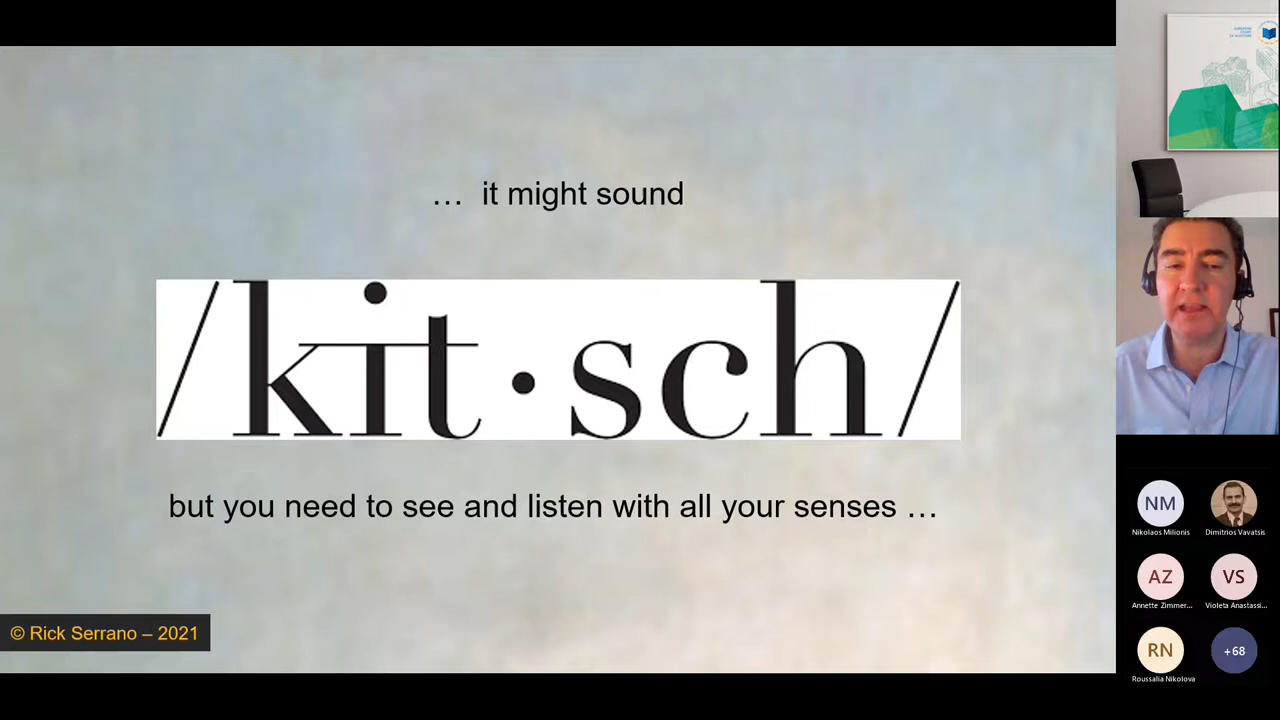 … it might sound
/kit·sch/
but you need to see and listen with all your senses …
© Rick Serrano – 2021
NM
Nikolaos Milionis
Dimitrios Vavatsis
AZ
Annette Zimmer...
VS
Violeta Anastassi...
RN
Roussalia Nikolova
+68